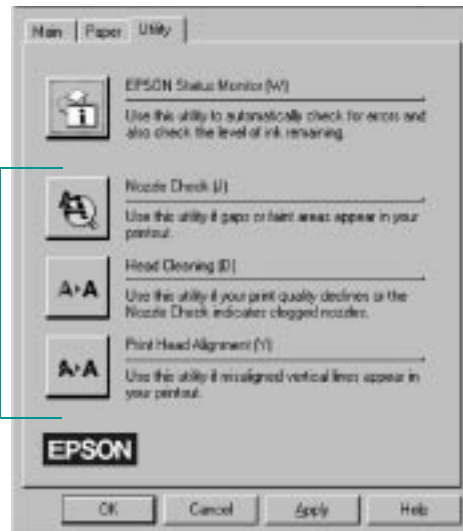 Main Paper Utility
EPSON Status Monitor (W)
Use this utility to automatically check for errors and
also check the level of ink remaining.
Nozzle Check (J)
Use this utility if gaps or faint areas appear in your
printout.
Head Cleaning (D)
A A
Use this utility if your print quality declines or the
Nozzle Check indicates clogged nozzles.
Print Head Alignment (Y)
A A
Use this utility if misaligned vertical lines appear in
your printout.
EPSON
OK Cancel Apply Help